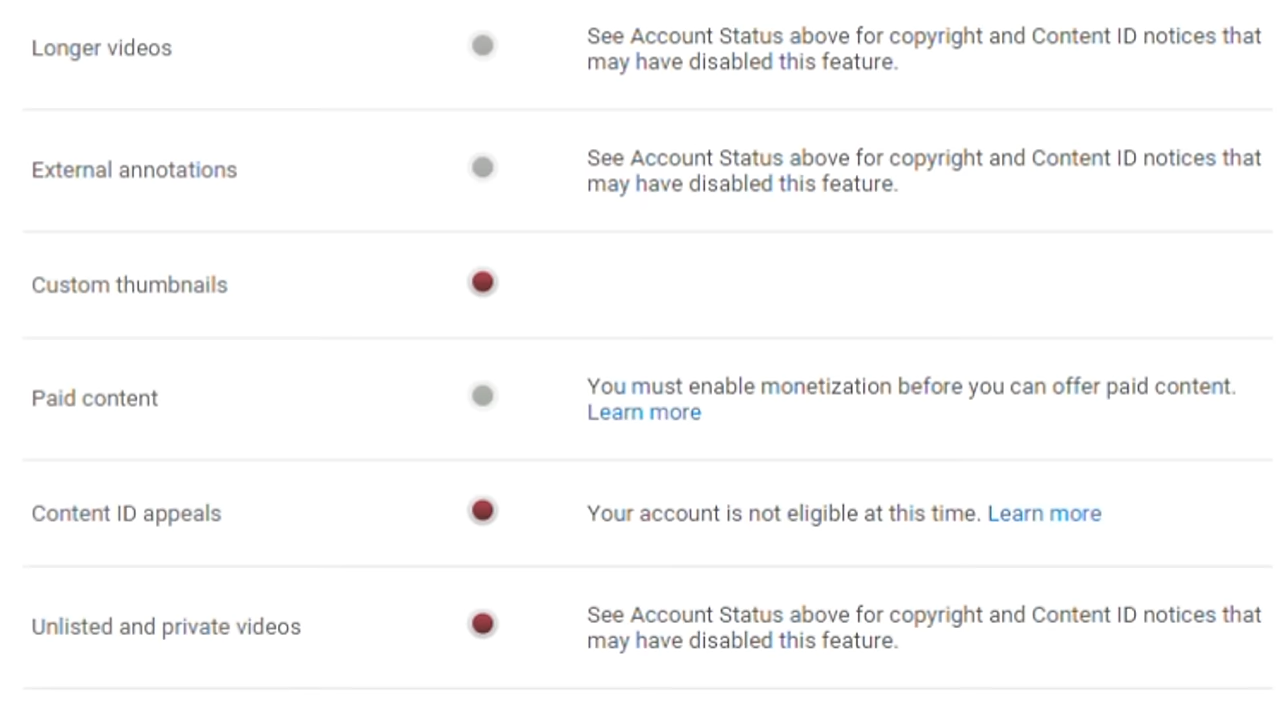 Longer videos
See Account Status above for copyright and Content ID notices that
may have disabled this feature.
External annotations
See Account Status above for copyright and Content ID notices that
may have disabled this feature.
Custom thumbnails
Paid content
You must enable monetization before you can offer paid content.
Learn more
Content ID appeals
Your account is not eligible at this time. Learn more
Unlisted and private videos
See Account Status above for copyright and Content ID notices that
may have disabled this feature.